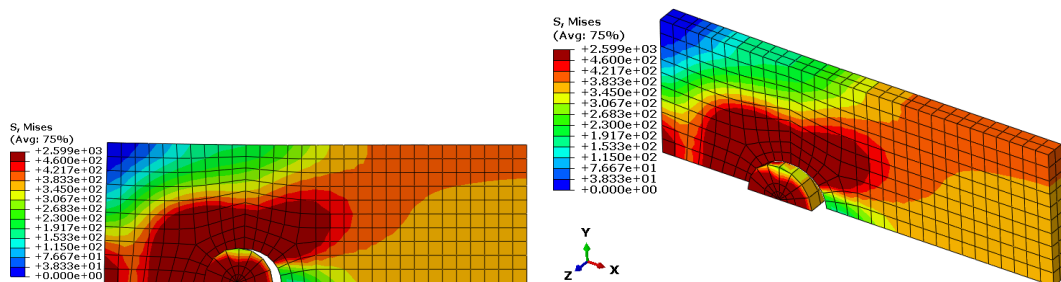 S, Mises
(Avg: 75%)
+2.599e+03
+4.600e+02
+4.217e+02
+3.833e+02
+3.450e+02
+3.067e+02
+2.683e+02
+2.300e+02
+1.917e+02
+1.533e+02
+1.150e+02
+7.667e+01
+3.833e+01
+0.000e+00
S, Mises
(Avg: 75%)
+2.599e+03
+4.600e+02
+4.217e+02
+3.833e+02
+3.450e+02
+3.067e+02
+2.683e+02
+2.300e+02
+1.917e+02
+1.533e+02
+1.150e+02
+7.667e+01
+3.833e+01
+0.000e+00
Y
Z
X